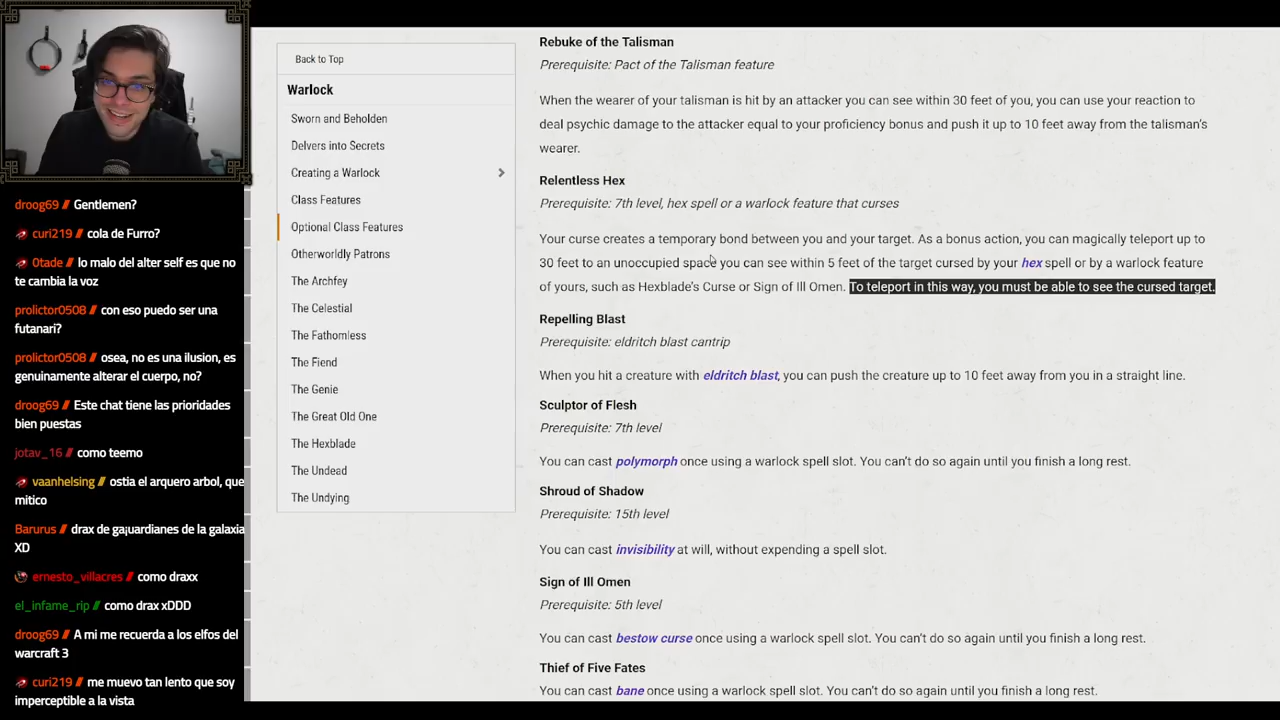 droog69 // Gentlemen?
curi219 // cola de Furro?
Otade // lo malo del alter self es que no
te cambia la voz
prolictor0508 // con eso puedo ser una
futanari?
prolictor0508 // osea, no es una ilusion, es
genuinamente alterar el cuerpo, no?
droog69 // Este chat tiene las prioridades
bien puestas
jotav_16 // como teemo
vaanhelsing // ostia el arquero arbol, que
mitico
Barurus // drax de ga¡uardianes de la galaxia
XD
ernesto_villacres // como draxx
el_infame_rip // como drax xDDD
droog69 // A mi me recuerda a los elfos del
warcraft 3
curi219 // me muevo tan lento que soy
imperceptible a la vista
Back to Top
Warlock
Sworn and Beholden
Delvers into Secrets
Creating a Warlock
Class Features
Optional Class Features
Otherworldly Patrons
The Archfey
The Celestial
The Fathomless
The Fiend
The Genie
The Great Old One
The Hexblade
The Undead
The Undying
Rebuke of the Talisman
Prerequisite: Pact of the Talisman feature
When the wearer of your talisman is hit by an attacker you can see within 30 feet of you, you can use your reaction to
deal psychic damage to the attacker equal to your proficiency bonus and push it up to 10 feet away from the talisman's
wearer.
Relentless Hex
Prerequisite: 7th level, hex spell or a warlock feature that curses
Your curse creates a temporary bond between you and your target. As a bonus action, you can magically teleport up to
30 feet to an unoccupied space you can see within 5 feet of the target cursed by your hex spell or by a warlock feature
of yours, such as Hexblade's Curse or Sign of Ill Omen. To teleport in this way, you must be able to see the cursed target.
Repelling Blast
Prerequisite: eldritch blast cantrip
When you hit a creature with eldritch blast, you can push the creature up to 10 feet away from you in a straight line.
Sculptor of Flesh
Prerequisite: 7th level
You can cast polymorph once using a warlock spell slot. You can't do so again until you finish a long rest.
Shroud of Shadow
Prerequisite: 15th level
You can cast invisibility at will, without expending a spell slot.
Sign of Ill Omen
Prerequisite: 5th level
You can cast bestow curse once using a warlock spell slot. You can't do so again until you finish a long rest.
Thief of Five Fates
You can cast bane once using a warlock spell slot. You can't do so again until you finish a long rest.